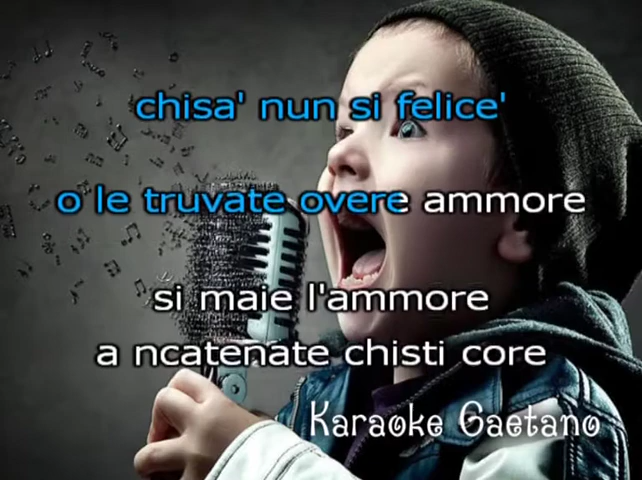 chisa' nun si felice'
o le truvate overe ammore
si maie l'ammore
a ncatenate chisti core
Karaoke Gaetano